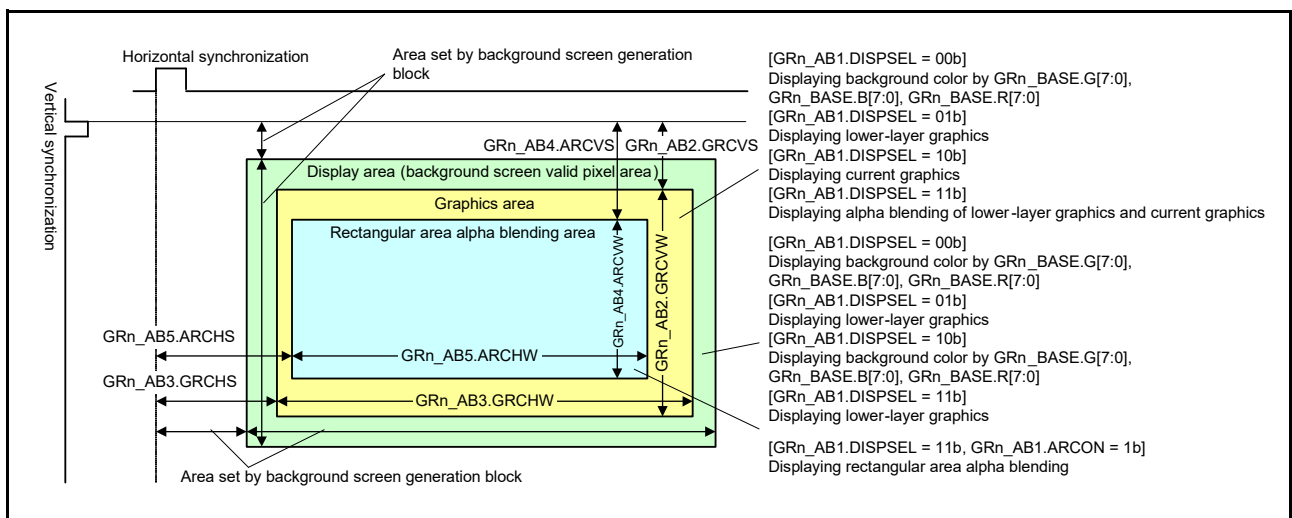 Horizontal synchronization
Area set by background screen generation
block
Vertical synchronization
GRn_AB4.ARCVS
GRn_AB2.GRCVS
Display area (background screen valid pixel area)
Graphics area
Rectangular area alpha blending area
GRn_AB4.ARCVW
GRn_AB2.GRCVW
GRn_AB5.ARCHS
GRn_AB5.ARCHW
GRn_AB3.GRCHS
GRn_AB3.GRCHW
Area set by background screen generation block
[GRn_AB1.DISPSEL = 00b]
Displaying background color by GRn_BASE.G[7:0],
GRn_BASE.B[7:0], GRn_BASE.R[7:0]
[GRn_AB1.DISPSEL = 01b]
Displaying lower-layer graphics
[GRn_AB1.DISPSEL = 10b]
Displaying current graphics
[GRn_AB1.DISPSEL = 11b]
Displaying alpha blending of lower-layer graphics and current graphics
[GRn_AB1.DISPSEL = 00b]
Displaying background color by GRn_BASE.G[7:0],
GRn_BASE.B[7:0], GRn_BASE.R[7:0]
[GRn_AB1.DISPSEL = 01b]
Displaying lower-layer graphics
[GRn_AB1.DISPSEL = 10b]
Displaying background color by GRn_BASE.G[7:0],
GRn_BASE.B[7:0], GRn_BASE.R[7:0]
[GRn_AB1.DISPSEL = 11b]
Displaying lower-layer graphics
[GRn_AB1.DISPSEL = 11b, GRn_AB1.ARCON = 1b]
Displaying rectangular area alpha blending